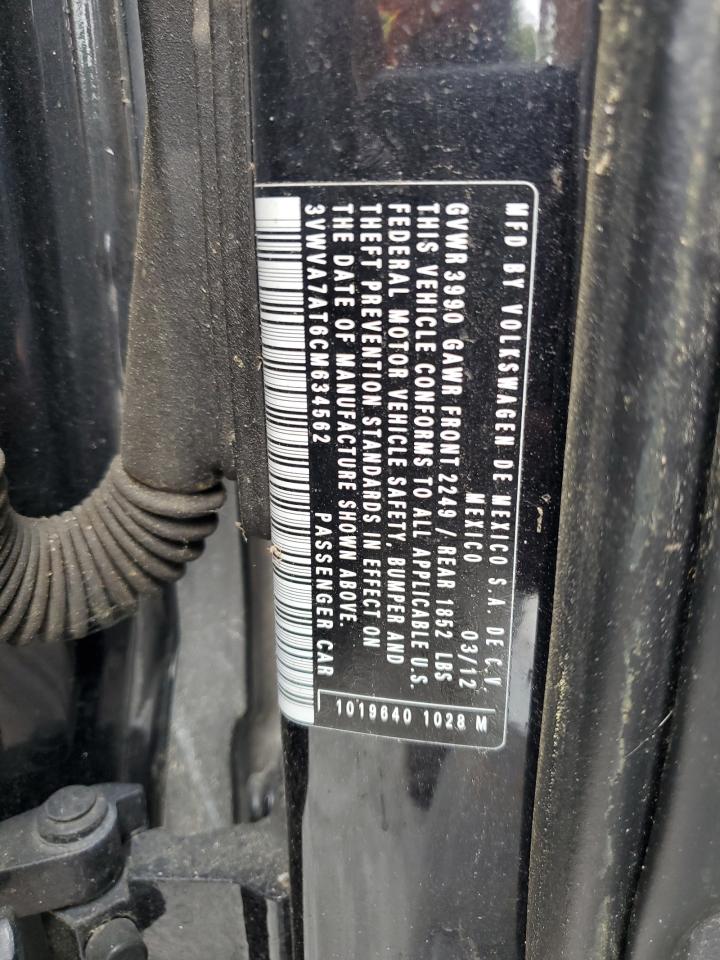 MFD BY VOLKSWAGEN DE MEXICO S.A. DE C.V.
MEXICO 03/12
GVWR 3990 GAWR FRONT 2249 / REAR 1852 LBS
THIS VEHICLE CONFORMS TO ALL APPLICABLE U.S.
FEDERAL MOTOR VEHICLE SAFETY, BUMPER AND
THEFT PREVENTION STANDARDS IN EFFECT ON
THE DATE OF MANUFACTURE SHOWN ABOVE.
3VWVA7AT6CM634562 PASSENGER CAR
1019640 1028 M